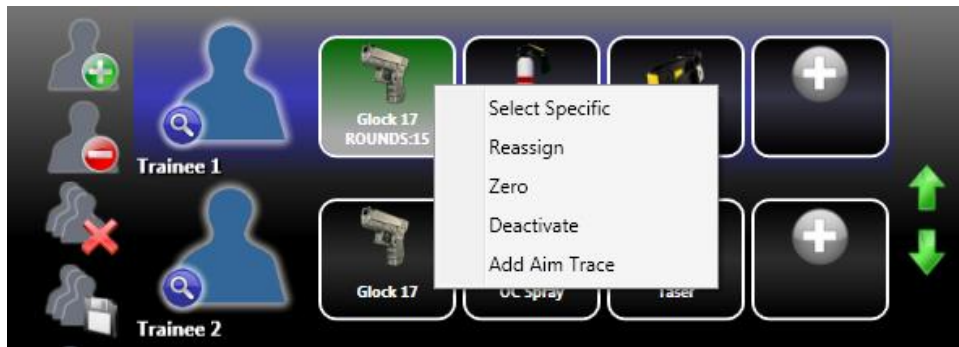 Glock 17
ROUNDS:15
Trainee 1
Select Specific
Reassign
Zero
Deactivate
Add Aim Trace
Glock 17
OC Spray
Taser
Trainee 2